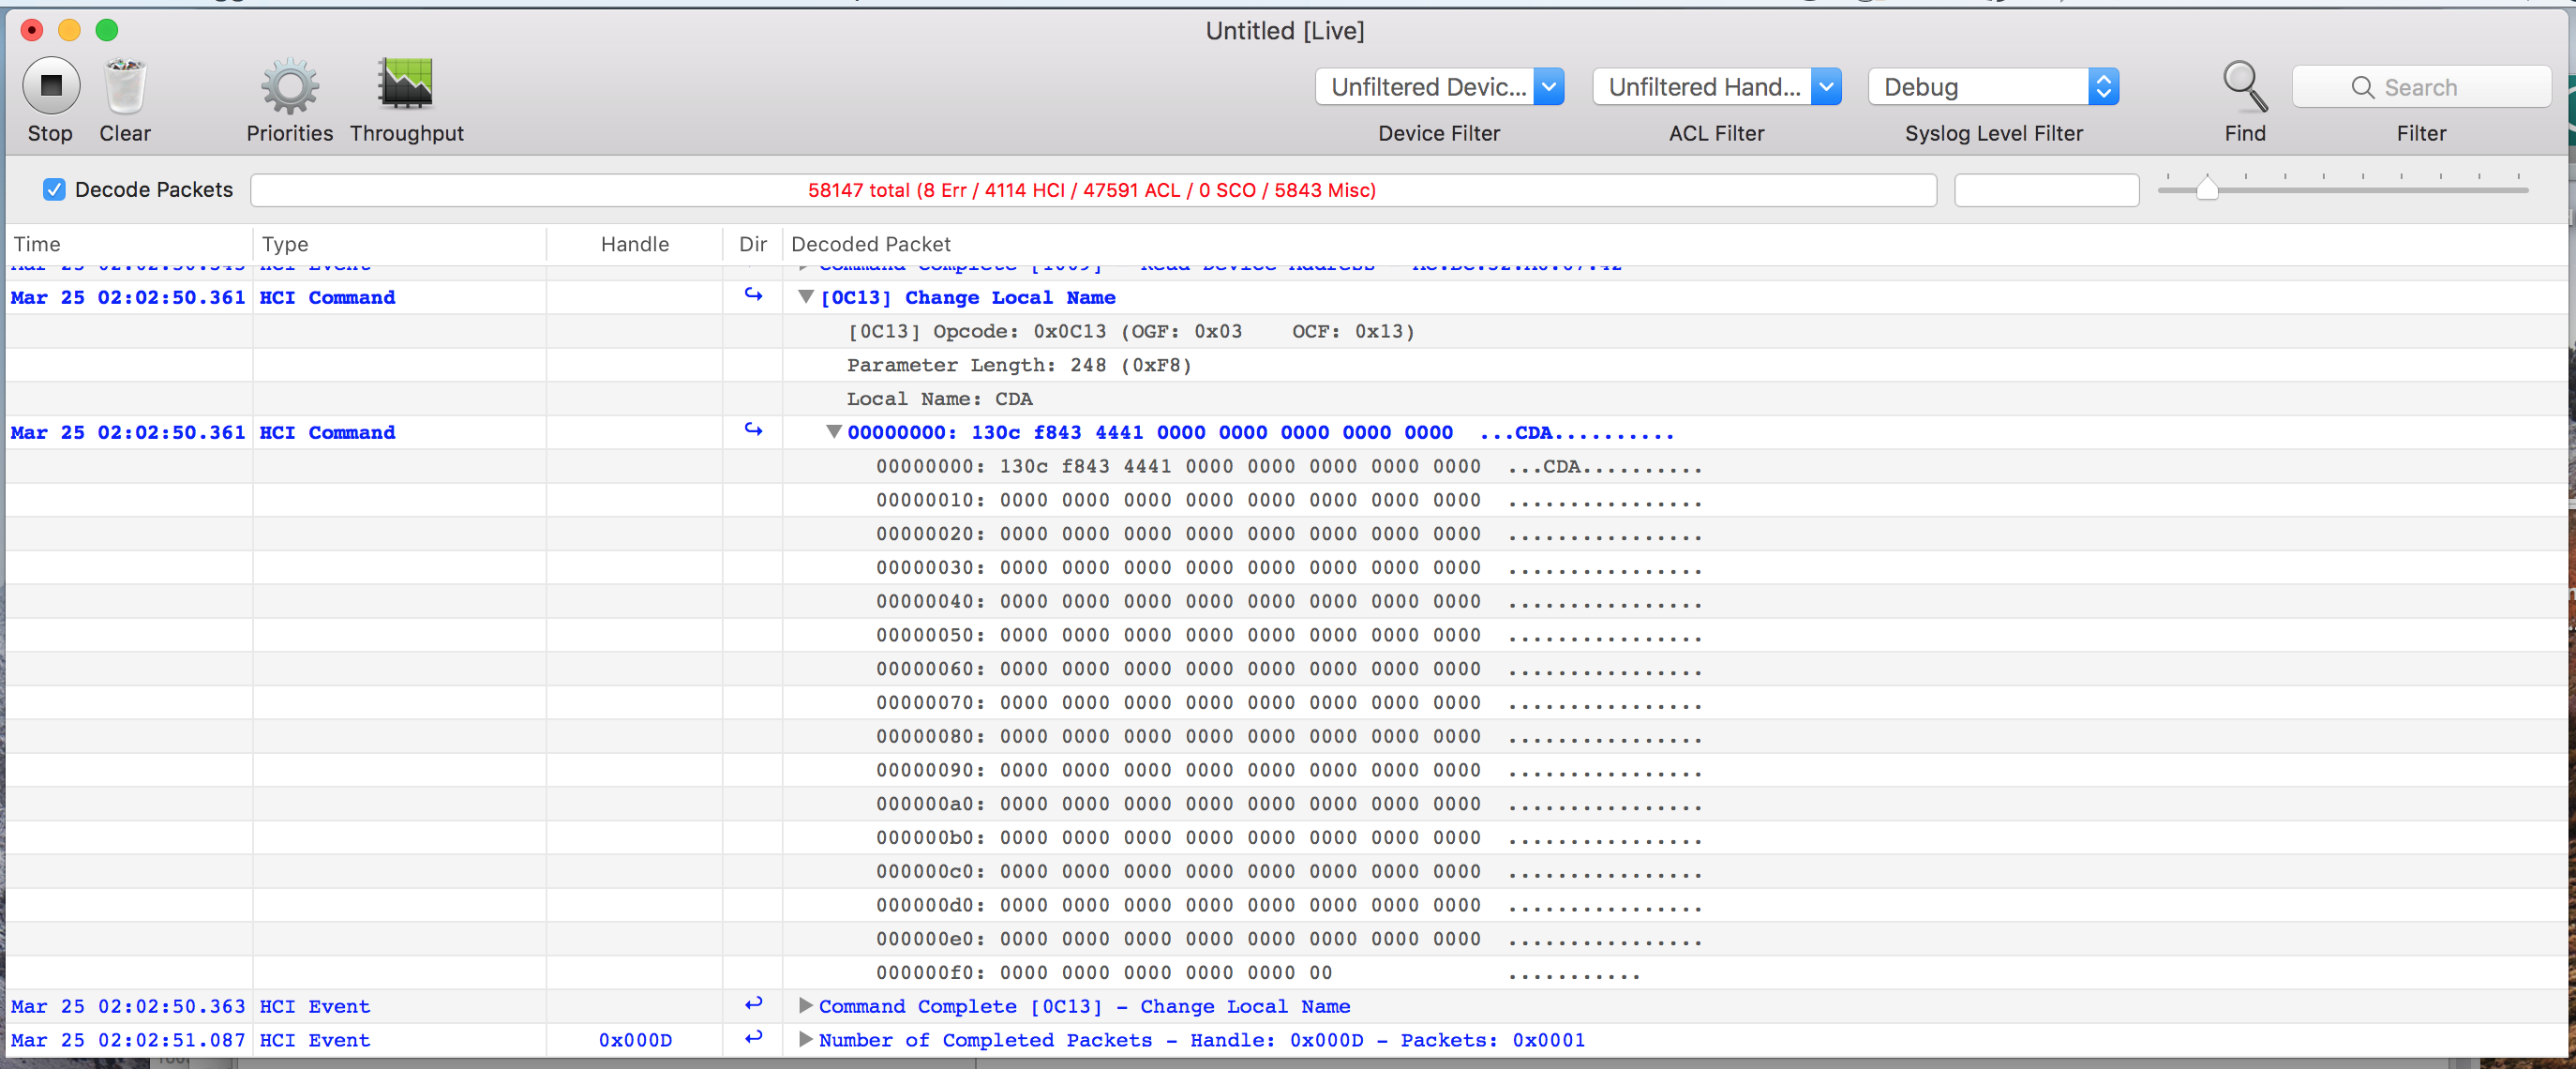 Untitled [Live]
Stop Clear Priorities Throughput
Unfiltered Devic... Unfiltered Hand... Debug Search
Device Filter ACL Filter Syslog Level Filter Find Filter
Decode Packets 58147 total (8 Err / 4114 HCI / 47591 ACL / 0 SCO / 5843 Misc)
Time Type Handle Dir Decoded Packet
HCI Event Command Complete [1009] - Read Device Address -
Mar 25 02:02:50.361 HCI Command [0C13] Change Local Name
[0C13] Opcode: 0x0C13 (OGF: 0x03 OCF: 0x13)
Parameter Length: 248 (0xF8)
Local Name: CDA
Mar 25 02:02:50.361 HCI Command 00000000: 130c f843 4441 0000 0000 0000 0000 0000 ...CDA..........
00000000: 130c f843 4441 0000 0000 0000 0000 0000 ...CDA..........
00000010: 0000 0000 0000 0000 0000 0000 0000 0000 ................
00000020: 0000 0000 0000 0000 0000 0000 0000 0000 ................
00000030: 0000 0000 0000 0000 0000 0000 0000 0000 ................
00000040: 0000 0000 0000 0000 0000 0000 0000 0000 ................
00000050: 0000 0000 0000 0000 0000 0000 0000 0000 ................
00000060: 0000 0000 0000 0000 0000 0000 0000 0000 ................
00000070: 0000 0000 0000 0000 0000 0000 0000 0000 ................
00000080: 0000 0000 0000 0000 0000 0000 0000 0000 ................
00000090: 0000 0000 0000 0000 0000 0000 0000 0000 ................
000000a0: 0000 0000 0000 0000 0000 0000 0000 0000 ................
000000b0: 0000 0000 0000 0000 0000 0000 0000 0000 ................
000000c0: 0000 0000 0000 0000 0000 0000 0000 0000 ................
000000d0: 0000 0000 0000 0000 0000 0000 0000 0000 ................
000000e0: 0000 0000 0000 0000 0000 0000 0000 0000 ................
000000f0: 0000 0000 0000 0000 0000 00 ...........
Mar 25 02:02:50.363 HCI Event Command Complete [0C13] - Change Local Name
Mar 25 02:02:51.087 HCI Event 0x000D Number of Completed Packets - Handle: 0x000D - Packets: 0x0001